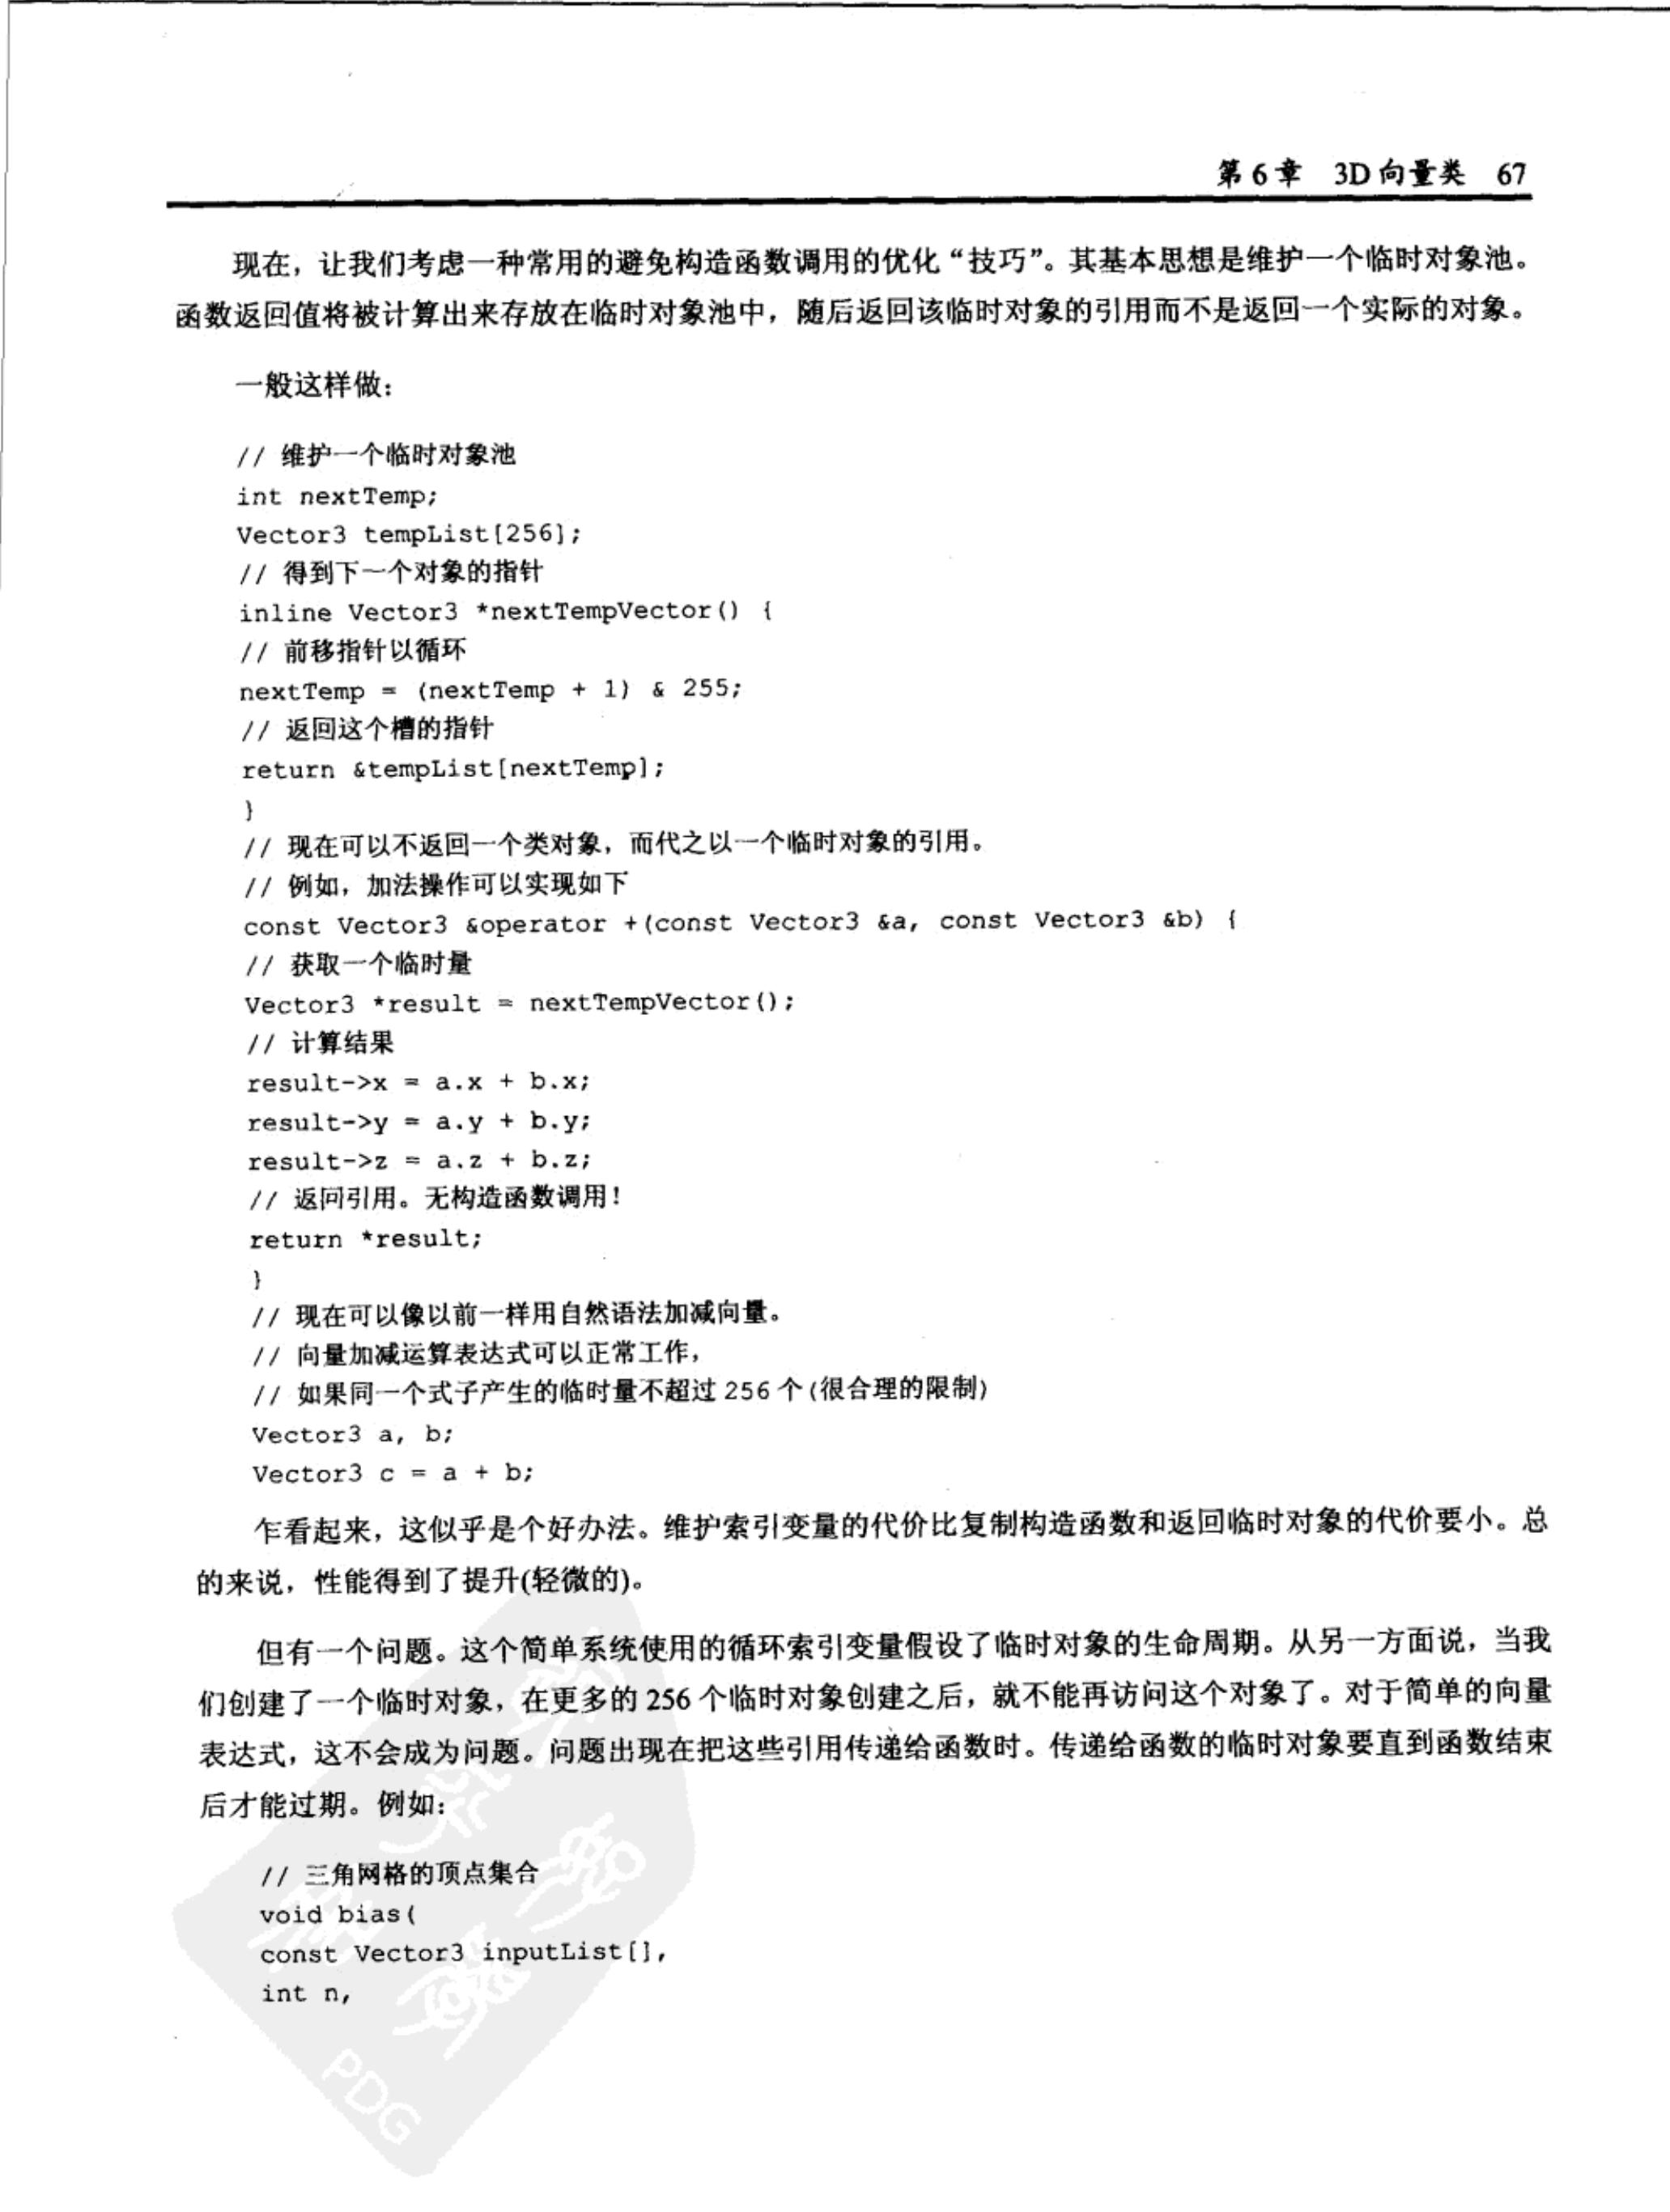 第6章 3D向量类 67
现在，让我们考虑一种常用的避免构造函数调用的优化“技巧”。其基本思想是维护一个临时对象池。
函数返回值将被计算出来存放在临时对象池中，随后返回该临时对象的引用而不是返回一个实际的对象。
一般这样做：
// 维护一个临时对象池
int nextTemp;
Vector3 tempList[256];
// 得到下一个对象的指针
inline Vector3 *nextTempVector() {
// 前移指针以循环
nextTemp = (nextTemp + 1) & 255;
// 返回这个槽的指针
return &tempList[nextTemp];
}
// 现在可以不返回一个类对象，而代之以一个临时对象的引用。
// 例如，加法操作可以实现如下
const Vector3 &operator +(const Vector3 &a, const Vector3 &b) {
// 获取一个临时量
Vector3 *result = nextTempVector();
// 计算结果
result->x = a.x + b.x;
result->y = a.y + b.y;
result->z = a.z + b.z;
// 返回引用。无构造函数调用！
return *result;
}
// 现在可以像以前一样用自然语法加减向量。
// 向量加减运算表达式可以正常工作，
// 如果同一个式子产生的临时量不超过256个(很合理的限制)
Vector3 a, b;
Vector3 c = a + b;
乍看起来，这似乎是个好办法。维护索引变量的代价比复制构造函数和返回临时对象的代价要小。总
的来说，性能得到了提升(轻微的)。
但有一个问题。这个简单系统使用的循环索引变量假设了临时对象的生命周期。从另一方面说，当我
们创建了一个临时对象，在更多的256个临时对象创建之后，就不能再访问这个对象了。对于简单的向量
表达式，这不会成为问题。问题出现在把这些引用传递给函数时。传递给函数的临时对象要直到函数结束
后才能过期。例如：
// 三角网格的顶点集合
void bias(
const Vector3 inputList[],
int n,
PDG